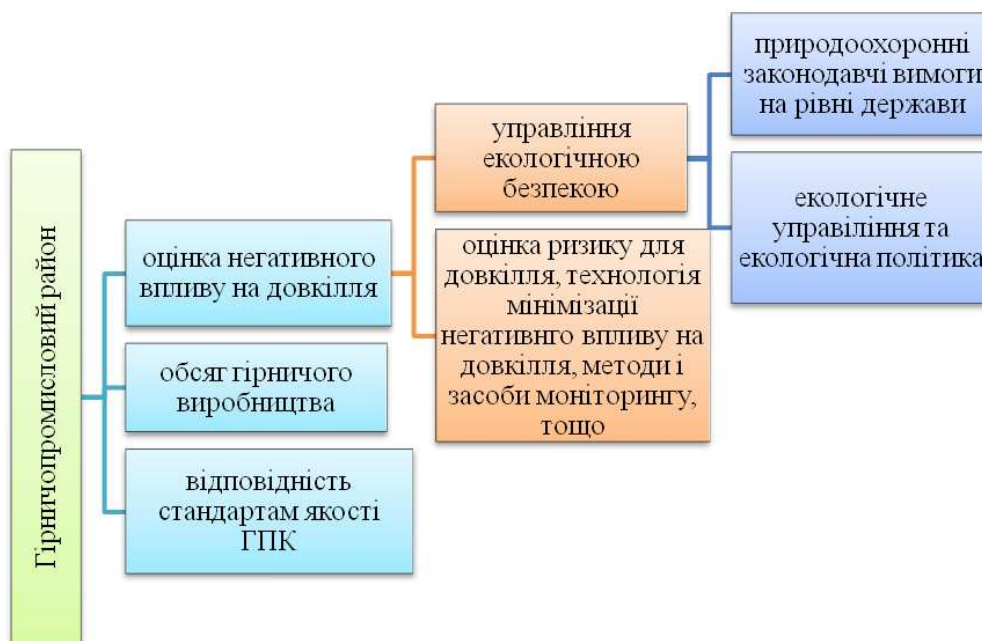 Гірничопромисловий район
оцінка негативного
впливу на довкілля
обсяг гірничого
виробництва
відповідність
стандартам якості
ГПК
управління
екологічною
безпекою
оцінка ризику для
довкілля, технологія
мінімізації
негативнго впливу на
довкілля, методи і
засоби моніторингу,
тощо
природоохоронні
законодавчі вимоги
на рівні держави
екологічне
управіління та
екологічна політика